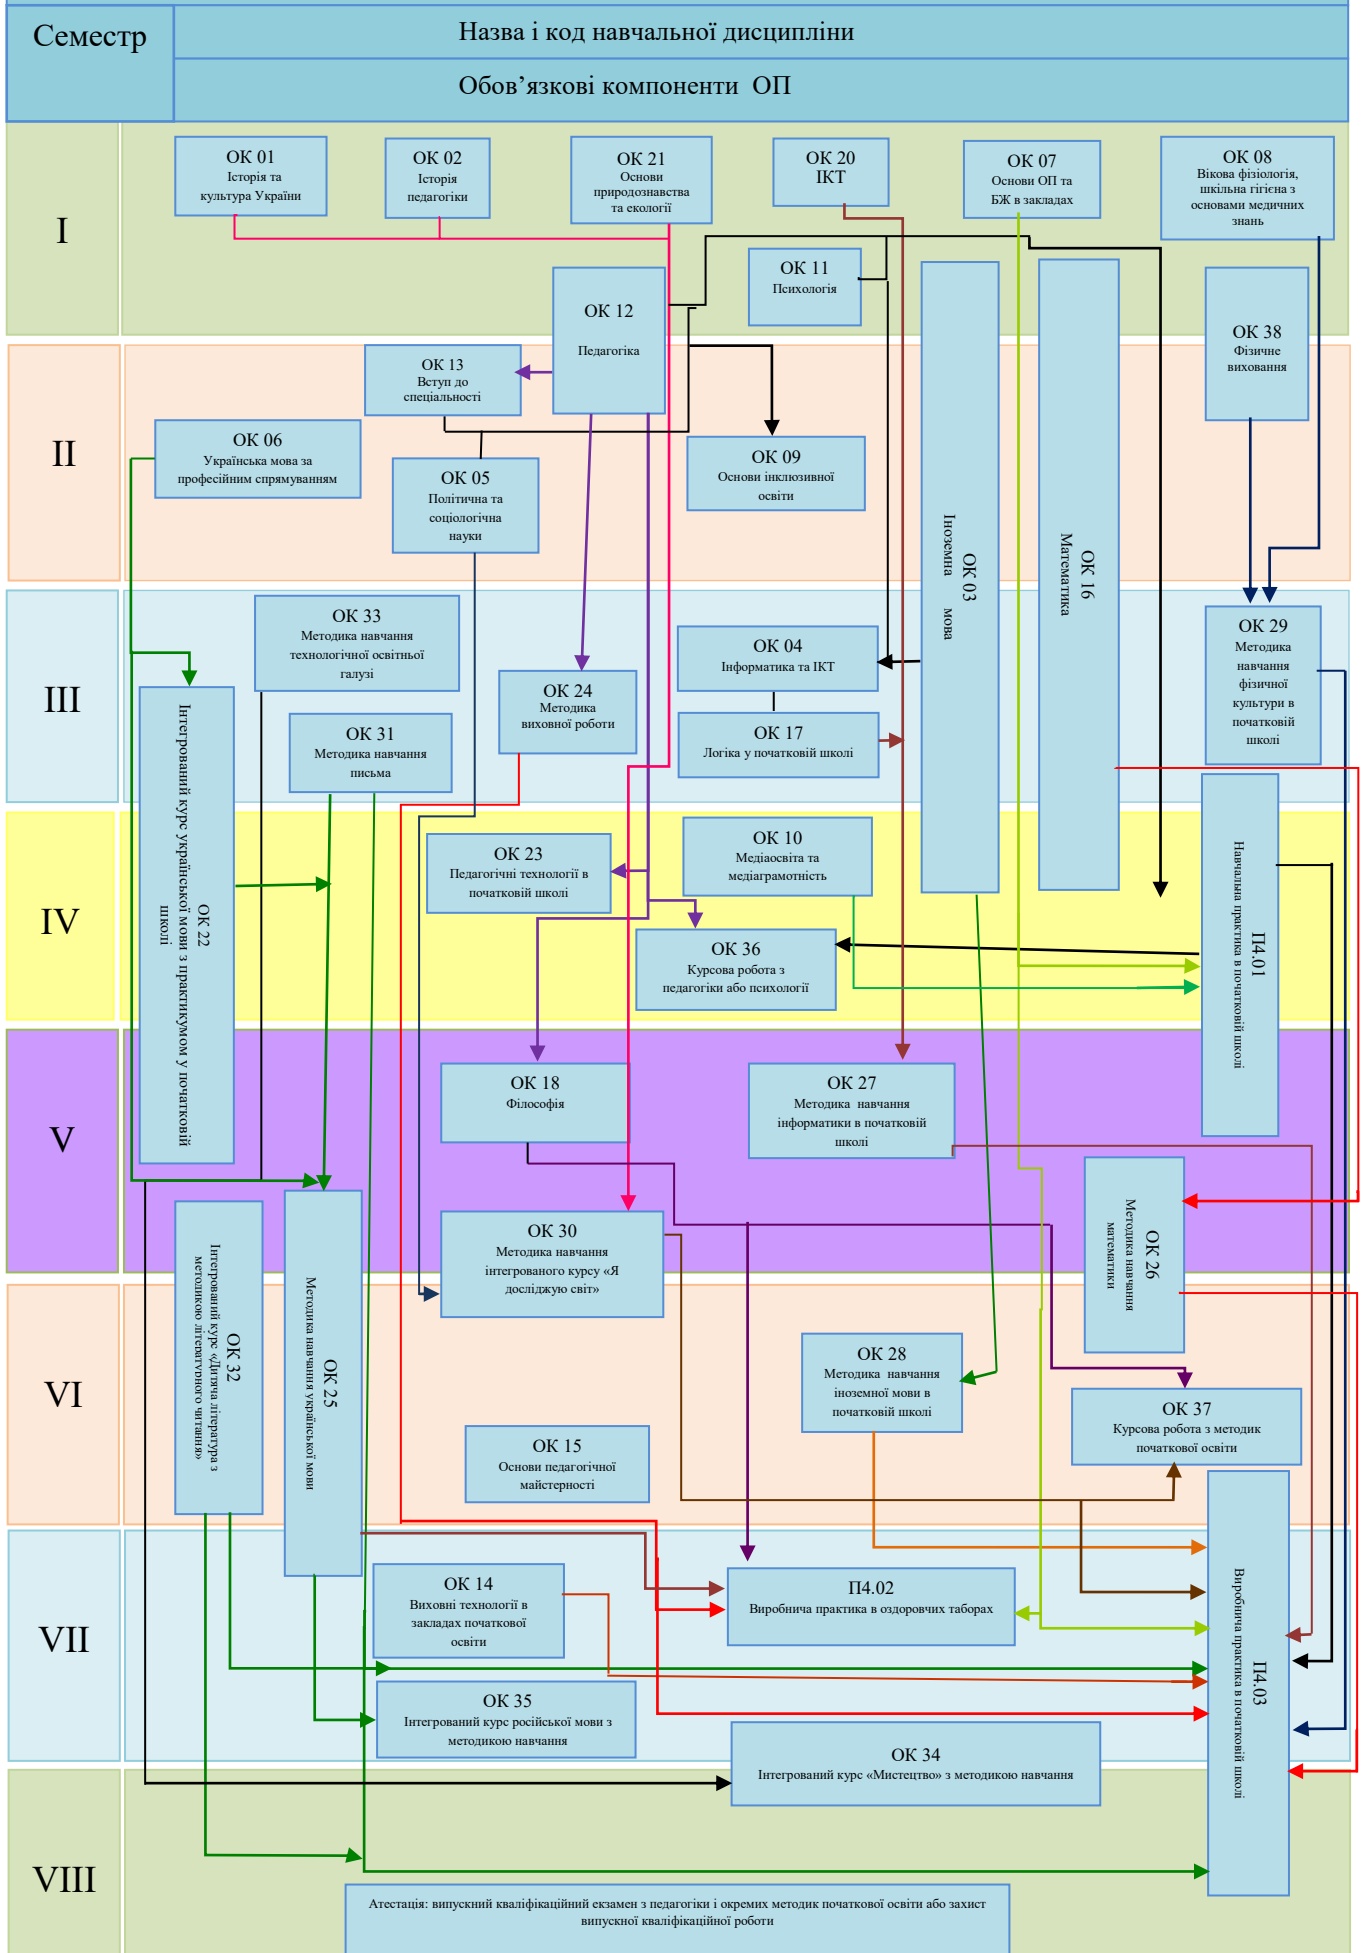 Семестр
Назва і код навчальної дисципліни
Обов’язкові компоненти ОП
I
ОК 01
Історія та
культура України
ОК 02
Історія
педагогіки
ОК 21
Основи
природознавства
та екології
ОК 20
ІКТ
ОК 07
Основи ОП та
БЖ в закладах
ОК 08
Вікова фізіологія,
шкільна гігієна з
основами медичних
знань
ОК 11
Психологія
ОК 12
Педагогіка
ОК 38
Фізичне
виховання
II
ОК 13
Вступ до
спеціальності
ОК 06
Українська мова за
професійним спрямуванням
ОК 05
Політична та
соціологічна
науки
ОК 09
Основи інклюзивної
освіти
ОК 03
Іноземна мова
ОК 16
Математика
III
ОК 33
Методика навчання
технологічної освітньої
галузі
ОК 31
Методика навчання
письма
ОК 24
Методика
виховної роботи
ОК 04
Інформатика та ІКТ
ОК 17
Логіка у початковій школі
ОК 29
Методика
навчання
фізичної
культури в
початковій
школі
IV
ОК 22
Інтегрований курс української мови з практикумом у початковій
школі
ОК 23
Педагогічні технології в
початковій школі
ОК 10
Медіаосвіта та
медіаграмотність
ОК 36
Курсова робота з
педагогіки або психології
П4.01
Навчальна практика в початковій школі
V
ОК 18
Філософія
ОК 27
Методика навчання
інформатики в початковій
школі
ОК 30
Методика навчання
інтегрованого курсу «Я
досліджую світ»
ОК 26
Методика навчання
математики
VI
ОК 32
Інтегрований курс «Дитяча література з
методикою літературного читання»
ОК 25
Методика навчання української мови
ОК 28
Методика навчання
іноземної мови в
початковій школі
ОК 37
Курсова робота з методик
початкової освіти
ОК 15
Основи педагогічної
майстерності
VII
ОК 14
Виховні технології в
закладах початкової
освіти
П4.02
Виробнича практика в оздоровчих таборах
П4.03
Виробнича практика в початковій школі
ОК 35
Інтегрований курс російської мови з
методикою навчання
ОК 34
Інтегрований курс «Мистецтво» з методикою навчання
VIII
Атестація: випускний кваліфікаційний екзамен з педагогіки і окремих методик початкової освіти або захист
випускної кваліфікаційної роботи